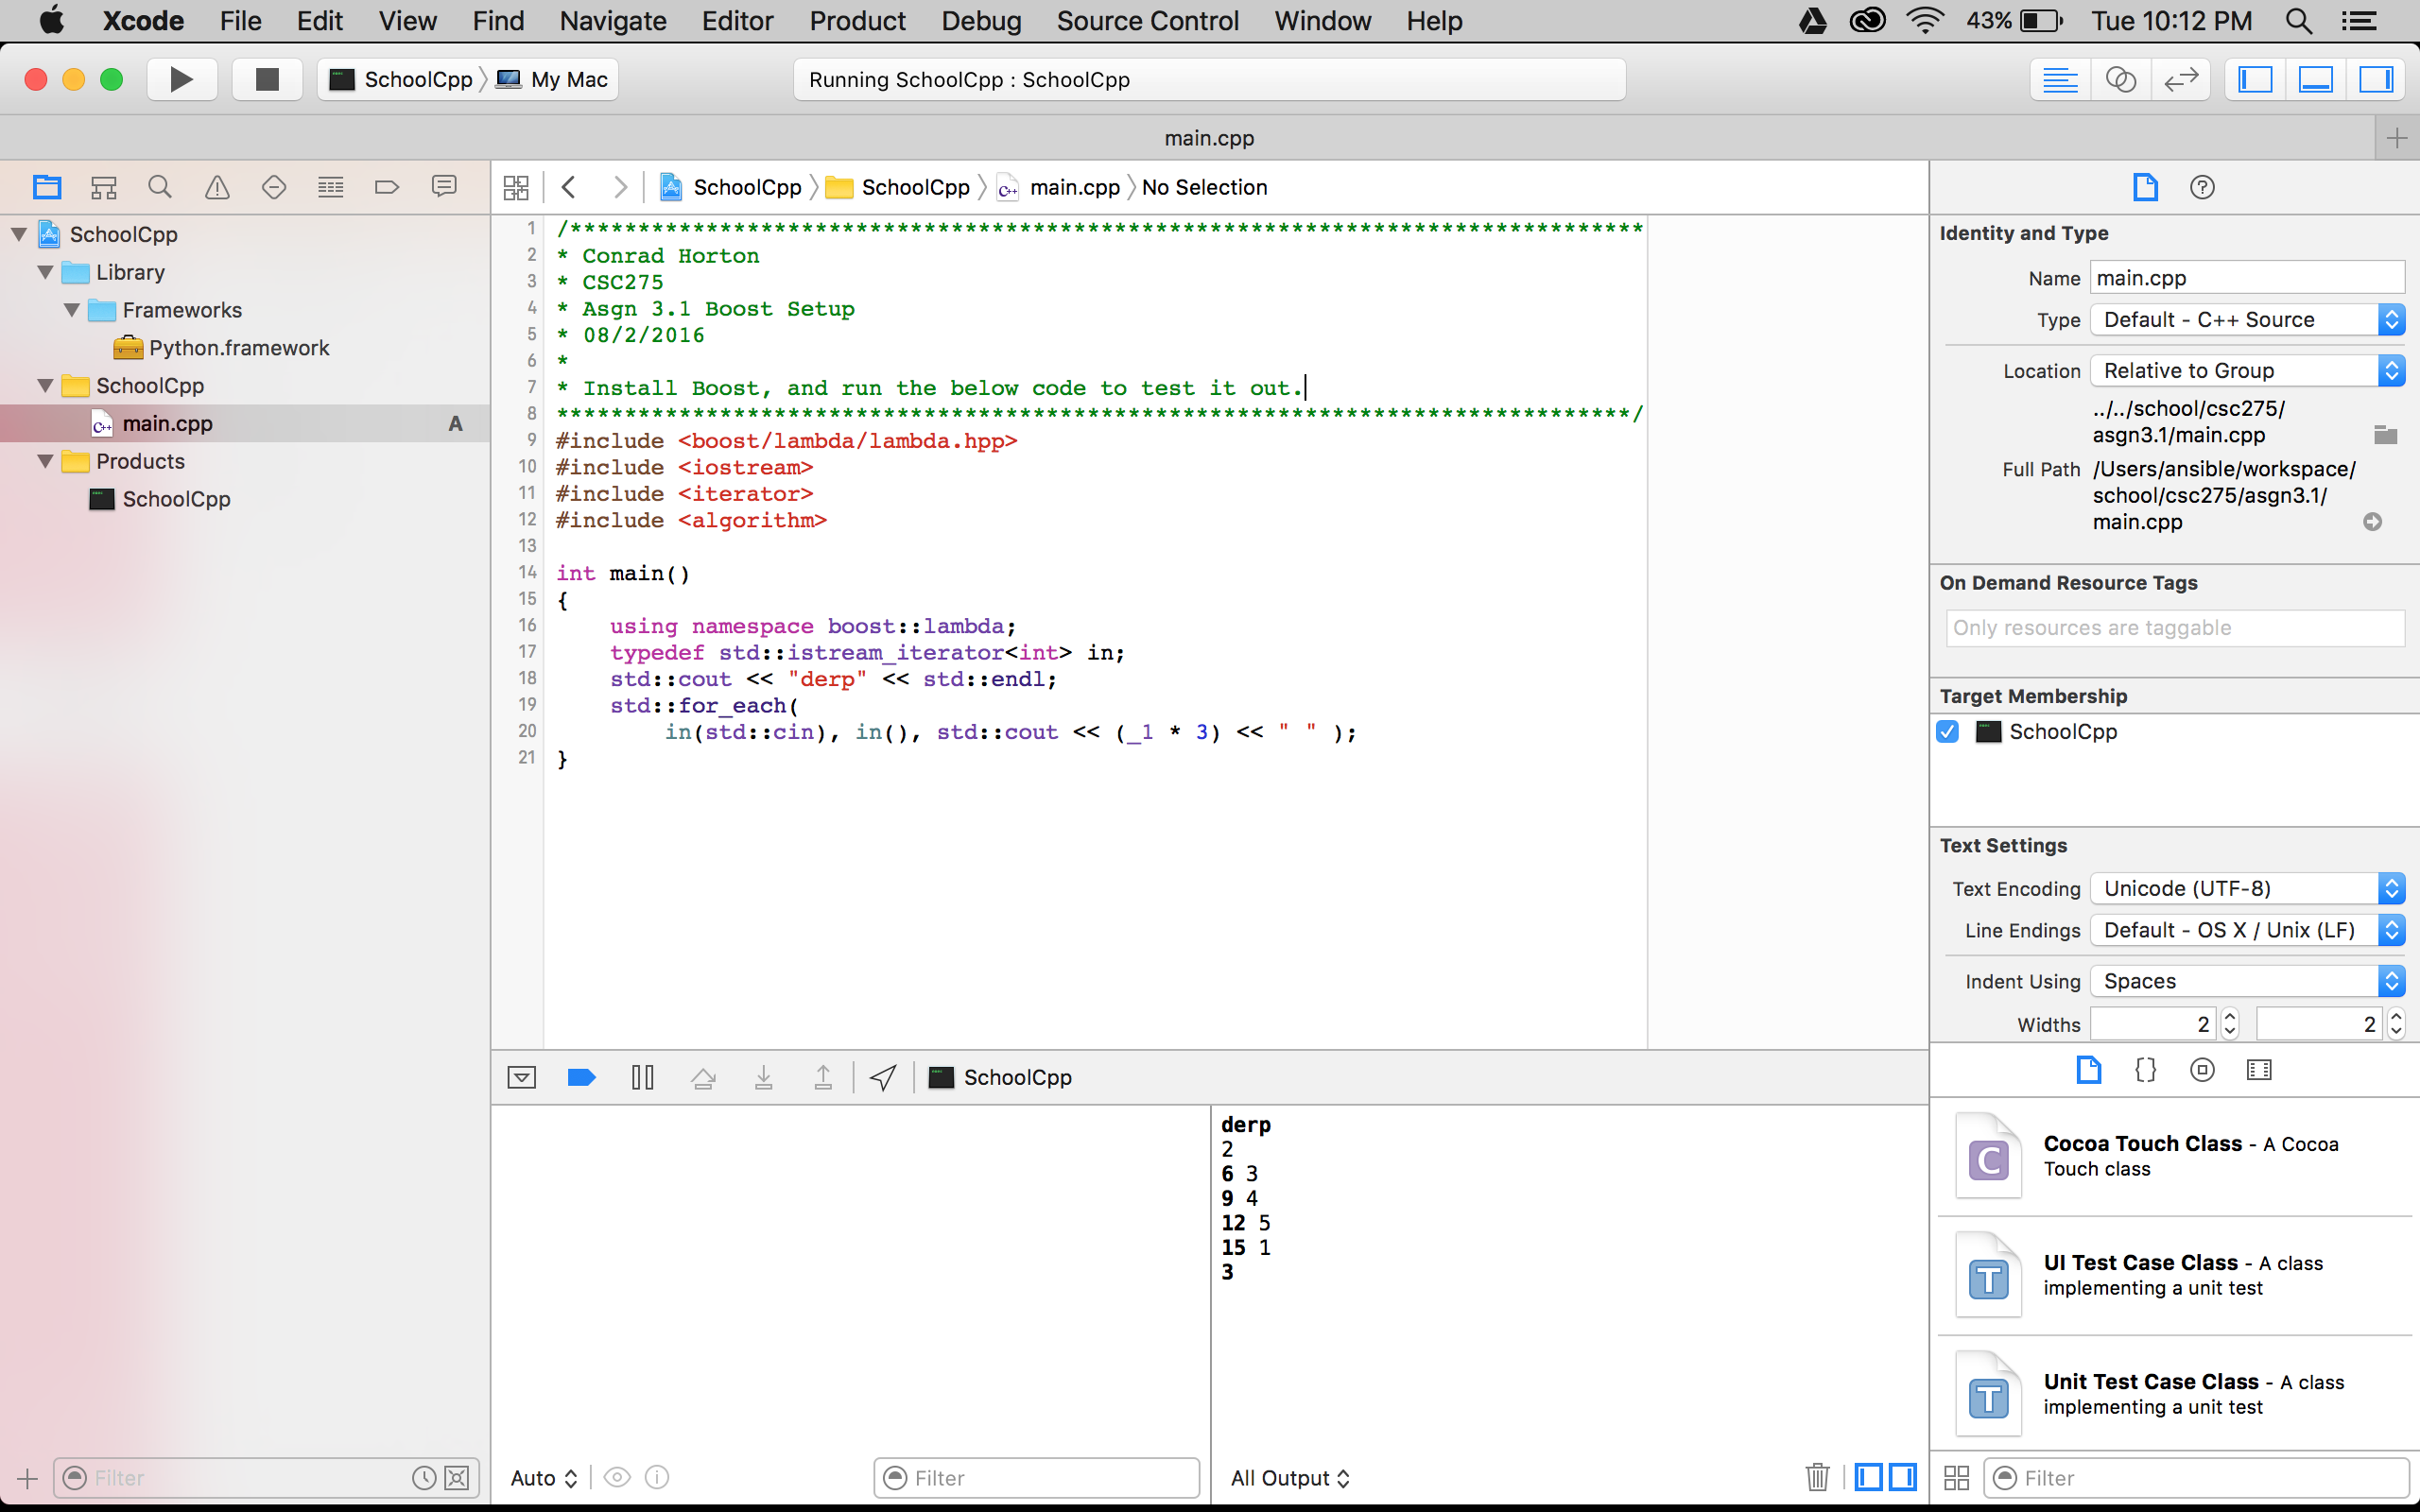 Xcode File Edit View Find Navigate Editor Product Debug Source Control Window Help 43% Tue 10:12 PM
SchoolCpp My Mac
Running SchoolCpp : SchoolCpp
main.cpp
SchoolCpp SchoolCpp main.cpp No Selection
SchoolCpp
Library
Frameworks
Python.framework
SchoolCpp
main.cpp A
Products
SchoolCpp
Filter
1 /*******************************************************************************
2 * Conrad Horton
3 * CSC275
4 * Asgn 3.1 Boost Setup
5 * 08/2/2016
6 *
7 * Install Boost, and run the below code to test it out.
8 *******************************************************************************/
9 #include <boost/lambda/lambda.hpp>
10 #include <iostream>
11 #include <iterator>
12 #include <algorithm>
13
14 int main()
15 {
16 using namespace boost::lambda;
17 typedef std::istream_iterator<int> in;
18 std::cout << "derp" << std::endl;
19 std::for_each(
20 in(std::cin), in(), std::cout << (_1 * 3) << " " );
21 }
SchoolCpp
Auto
Filter
derp
2
6 3
9 4
12 5
15 1
3
All Output
Identity and Type
Name main.cpp
Type Default - C++ Source
Location Relative to Group
../../school/csc275/
asgn3.1/main.cpp
Full Path /Users/ansible/workspace/
school/csc275/asgn3.1/
main.cpp
On Demand Resource Tags
Only resources are taggable
Target Membership
SchoolCpp
Text Settings
Text Encoding Unicode (UTF-8)
Line Endings Default - OS X / Unix (LF)
Indent Using Spaces
Widths 2 2
Cocoa Touch Class - A Cocoa
Touch class
UI Test Case Class - A class
implementing a unit test
Unit Test Case Class - A class
implementing a unit test
Filter